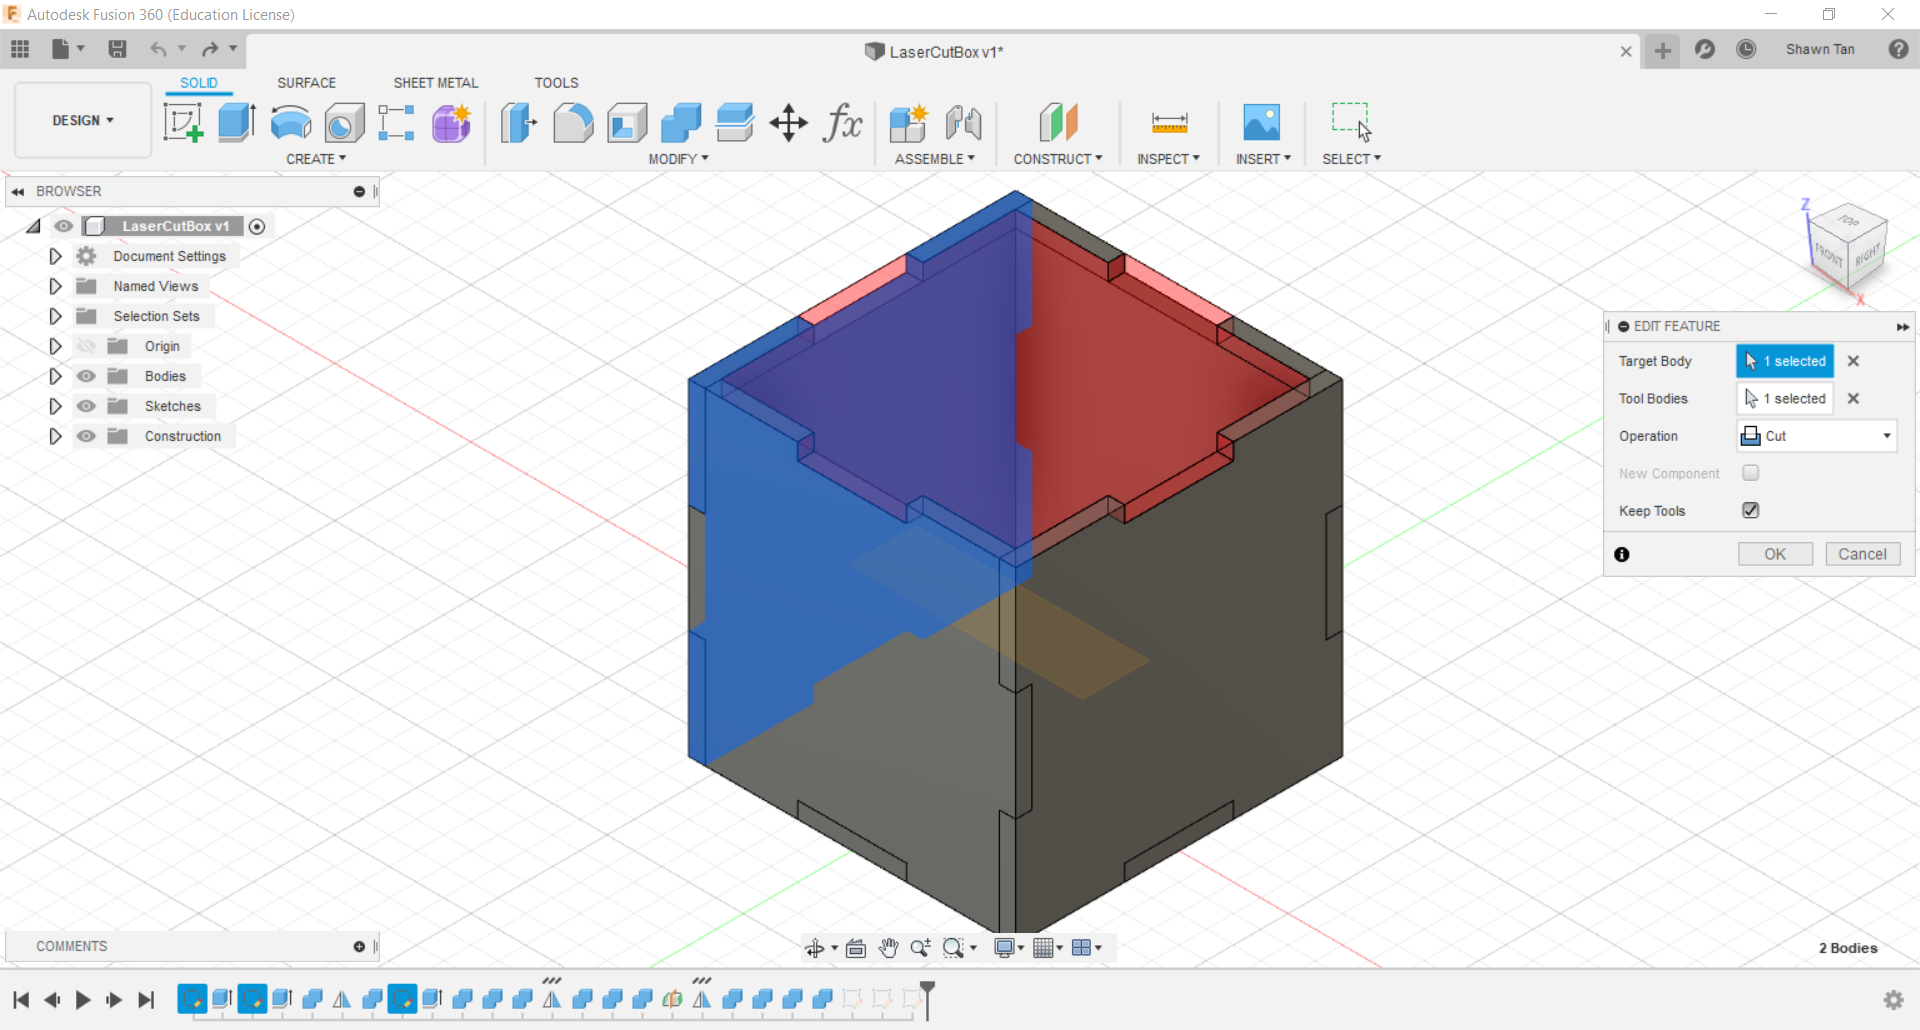 Autodesk Fusion 360 (Education License)
LaserCutBox v1*
Shawn Tan
SOLID SURFACE SHEET METAL TOOLS
DESIGN
CREATE MODIFY ASSEMBLE CONSTRUCT INSPECT INSERT SELECT
BROWSER
LaserCutBox v1
Document Settings
Named Views
Selection Sets
Origin
Bodies
Sketches
Construction
Z
TOP
FRONT
RIGHT
X
EDIT FEATURE
Target Body 1 selected
Tool Bodies 1 selected
Operation Cut
New Component
Keep Tools
OK Cancel
COMMENTS
2 Bodies